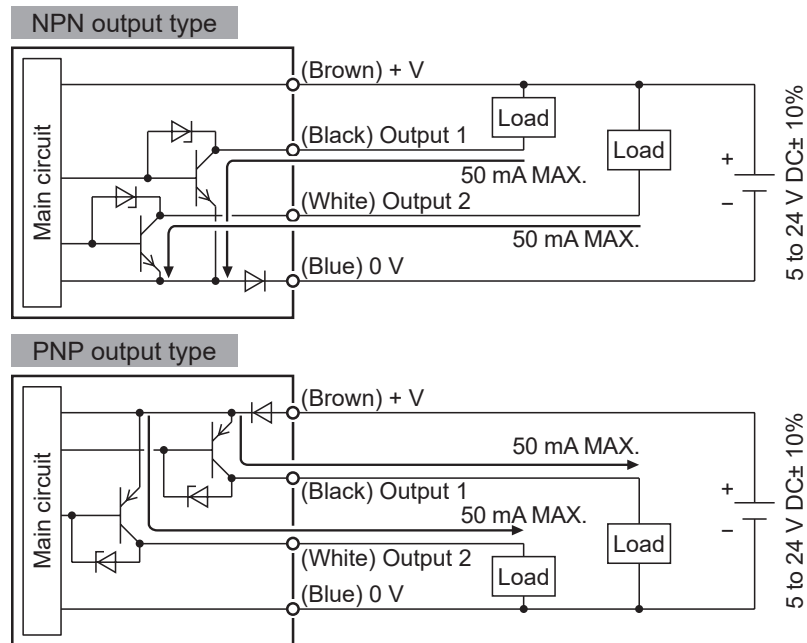 NPN output type
Main circuit
(Brown) + V
Load
(Black) Output 1
Load
50 mA MAX.
(White) Output 2
50 mA MAX.
(Blue) 0 V
+
−
5 to 24 V DC± 10%
PNP output type
Main circuit
(Brown) + V
50 mA MAX.
(Black) Output 1
50 mA MAX.
(White) Output 2
Load
Load
(Blue) 0 V
+
−
5 to 24 V DC± 10%